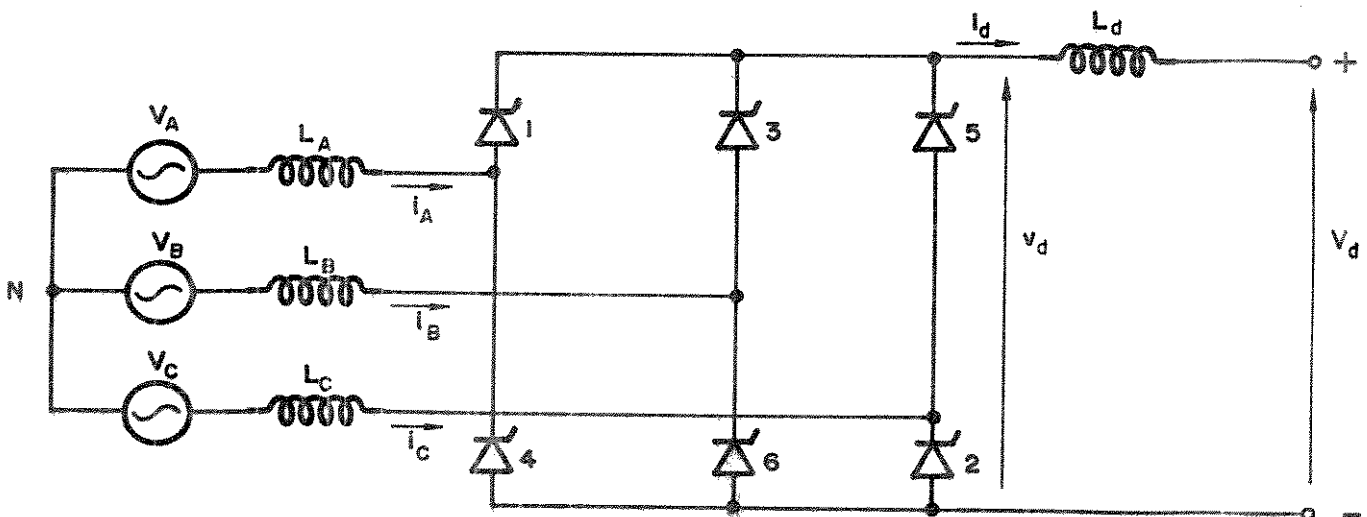 I_d L_d
+
V_A L_A 1 3 5
i_A
V_B L_B v_d V_d
N
i_B
V_C L_C
i_C 4 6 2
-